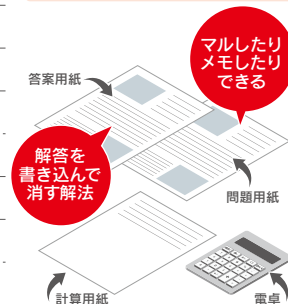 マルしたり
メモしたり
できる
答案用紙
解答を
書き込んで
消す解法
問題用紙
計算用紙
電卓